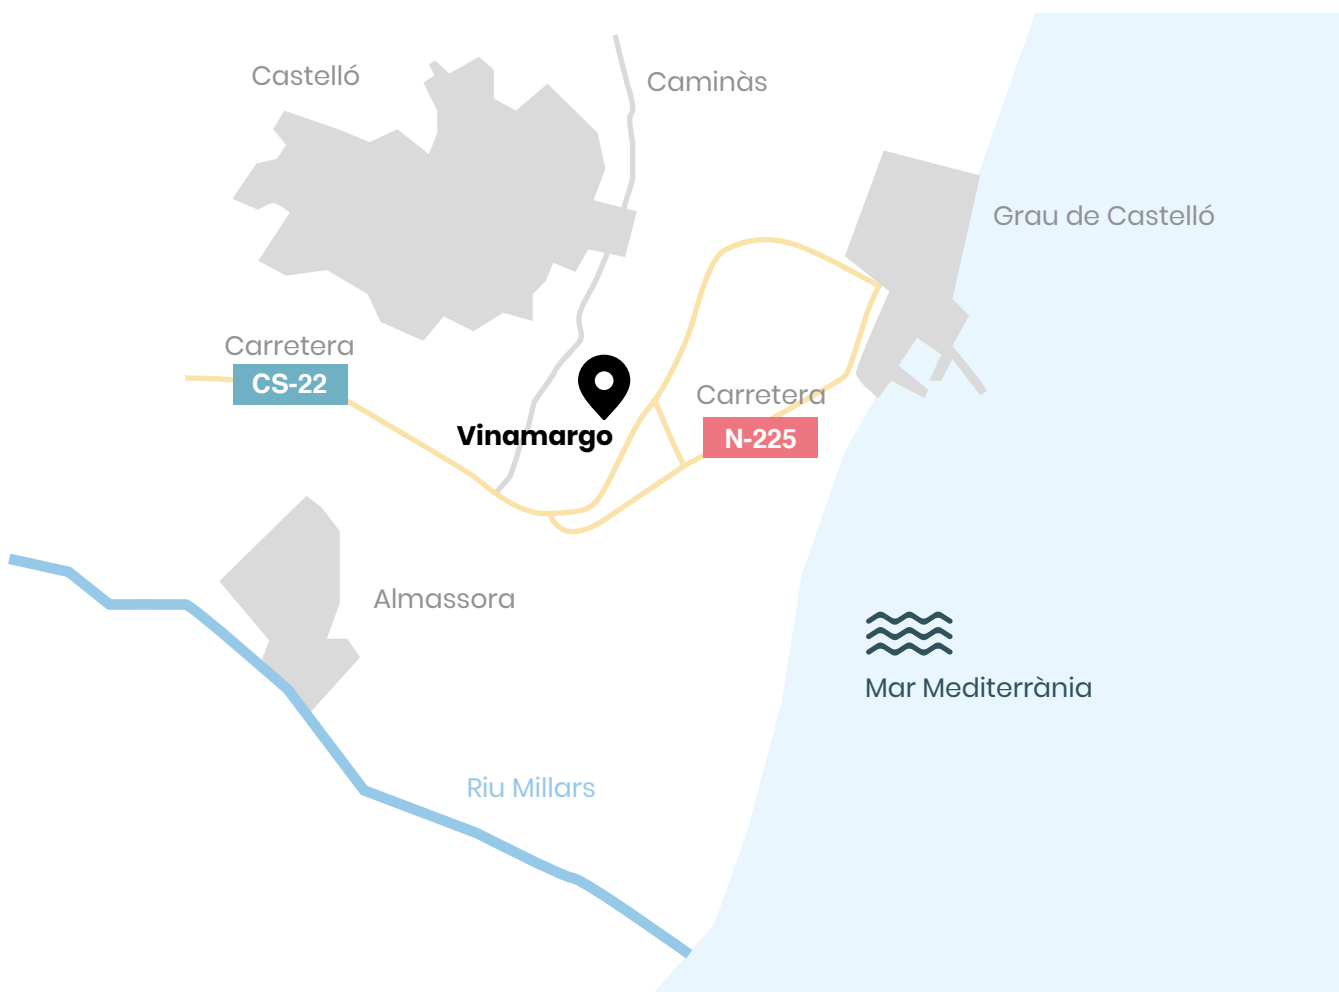 Castelló
Caminàs
Grau de Castelló
Carretera
CS-22
Carretera
N-225
Vinamargo
Almassora
Mar Mediterrània
Riu Millars